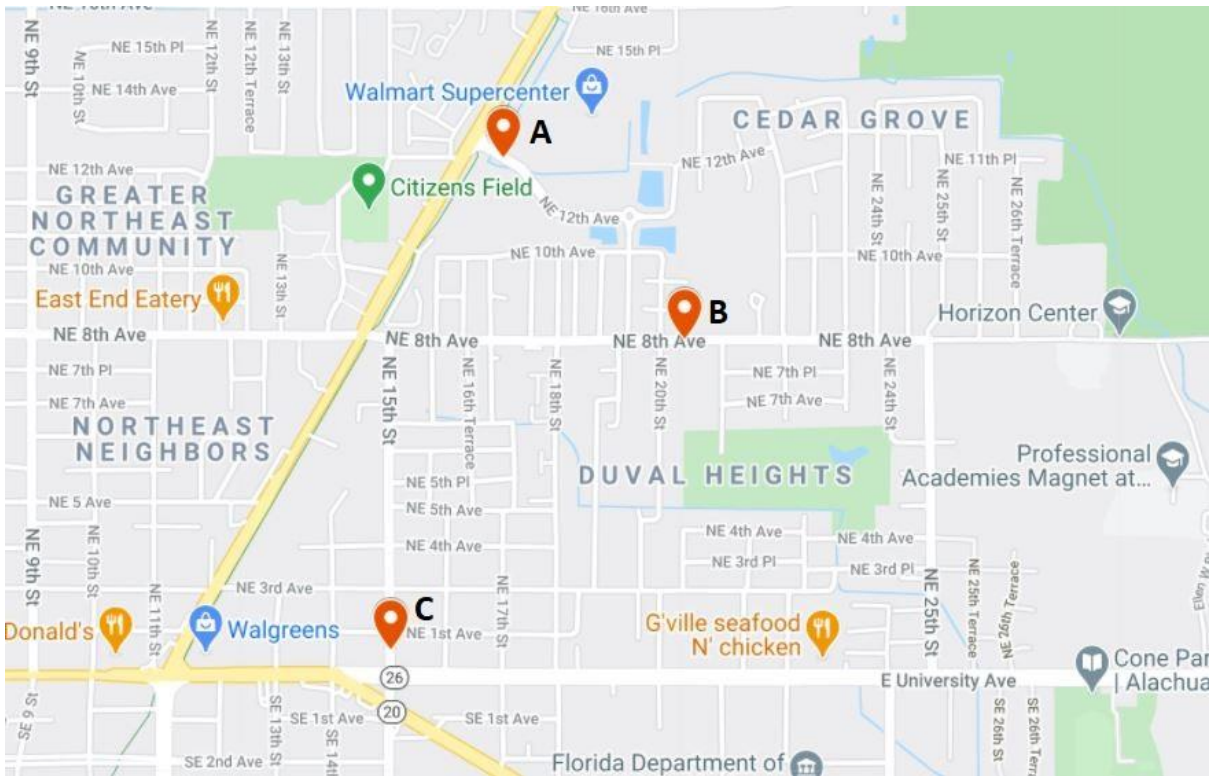 NE 16th Ave
NE 15th Pl
NE 9th St
NE 10th St
NE 12th St
NE 12th Terrace
NE 13th St
NE 15th Pl
NE 14th Ave
Walmart Supercenter
A
CEDAR GROVE
NE 12th Ave
NE 12th Ave
NE 11th Pl
Citizens Field
GREATER
NORTHEAST
COMMUNITY
NE 12th Ave
NE 24th St
NE 25th St
NE 26th Terrace
NE 13th St
NE 10th Ave
NE 10th Ave
NE 10th Ave
East End Eatery
B
Horizon Center
NE 8th Ave
NE 8th Ave
NE 8th Ave
NE 8th Ave
NE 7th Pl
NE 7th Pl
NE 7th Ave
NE 7th Ave
NE 15th St
NE 16th Terrace
NE 18th St
NE 20th St
NE 24th St
NORTHEAST
NEIGHBORS
DUVAL HEIGHTS
Professional
Academies Magnet at...
NE 5th Pl
NE 5 Ave
NE 5th Ave
NE 4th Ave
NE 4th Ave
NE 4th Ave
NE 3rd Pl
NE 3rd Pl
NE 9th St
NE 10th St
NE 11th St
NE 3rd Ave
NE 17th St
NE 25th St
NE 25th Terrace
NE 26th Terrace
C
Donald's
Walgreens
NE 1st Ave
G'ville seafood
N' chicken
Cone Par
| Alachua
26
E University Ave
20
SE 9 St
SE 13th St
SE 14th
SE 1st Ave
SE 1st Ave
SE 2nd Ave
SE 26th St
SE 26th Terrace
Florida Department of